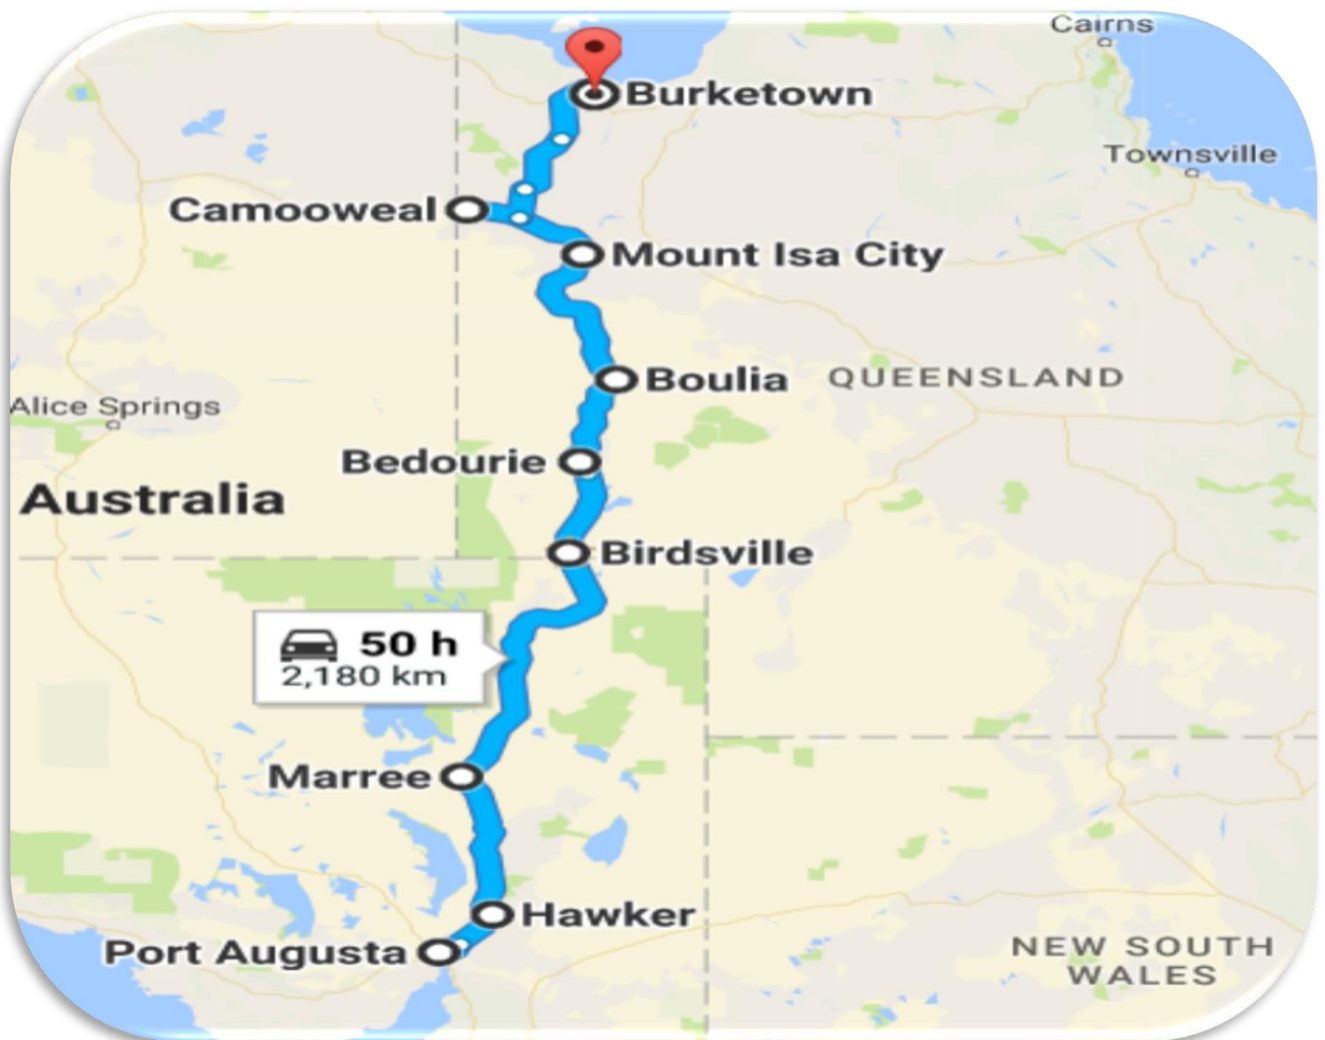 Cairns
Burketown
Townsville
Camooweal
Mount Isa City
Boulia
QUEENSLAND
Alice Springs
Bedourie
Australia
Birdsville
50 h
2,180 km
Marree
Hawker
Port Augusta
NEW SOUTH
WALES